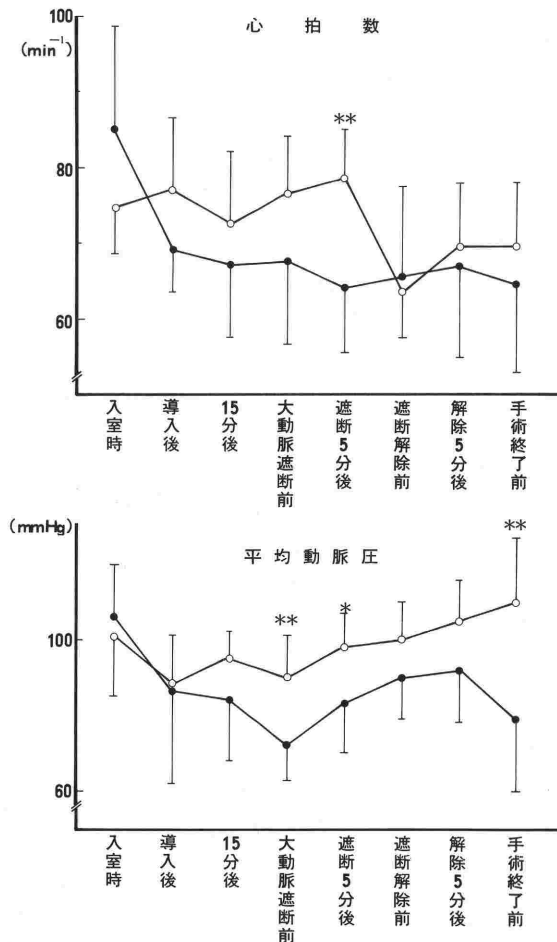 心拍数
100
(min⁻¹)
80
60
**
入室時
導入後
15分後
大動脈遮断前
遮断5分後
遮断解除前
解除5分後
手術終了前
平均動脈圧
(mmHg)
100
60
**
*
**
入室時
導入後
15分後
大動脈遮断前
遮断5分後
遮断解除前
解除5分後
手術終了前